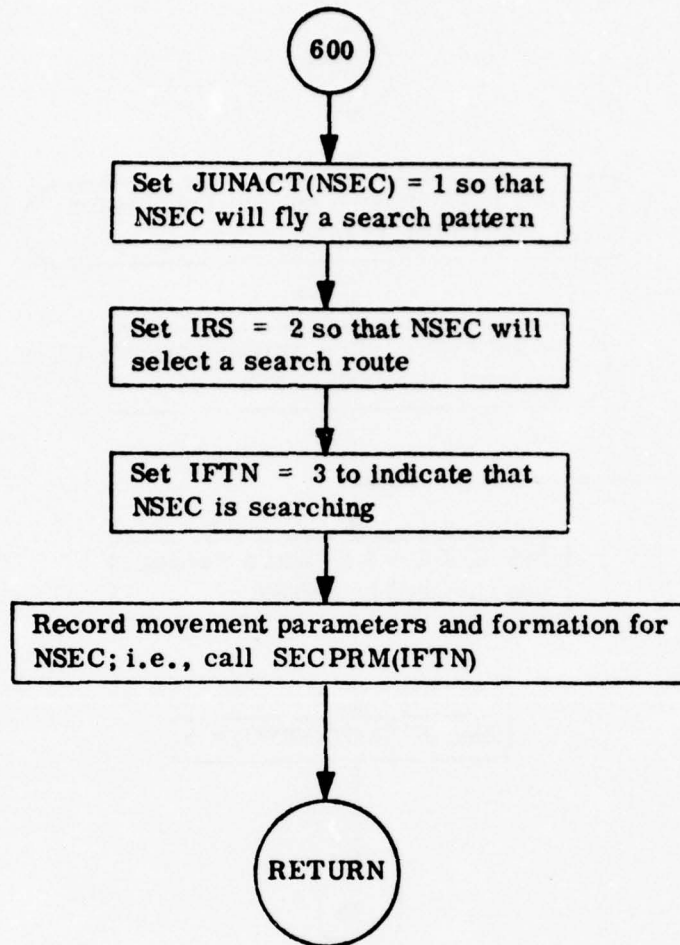 600
Set JUNACT(NSEC) = 1 so that
NSEC will fly a search pattern
Set IRS = 2 so that NSEC will
select a search route
Set IFTN = 3 to indicate that
NSEC is searching
Record movement parameters and formation for
NSEC; i.e., call SECPRM(IFTN)
RETURN